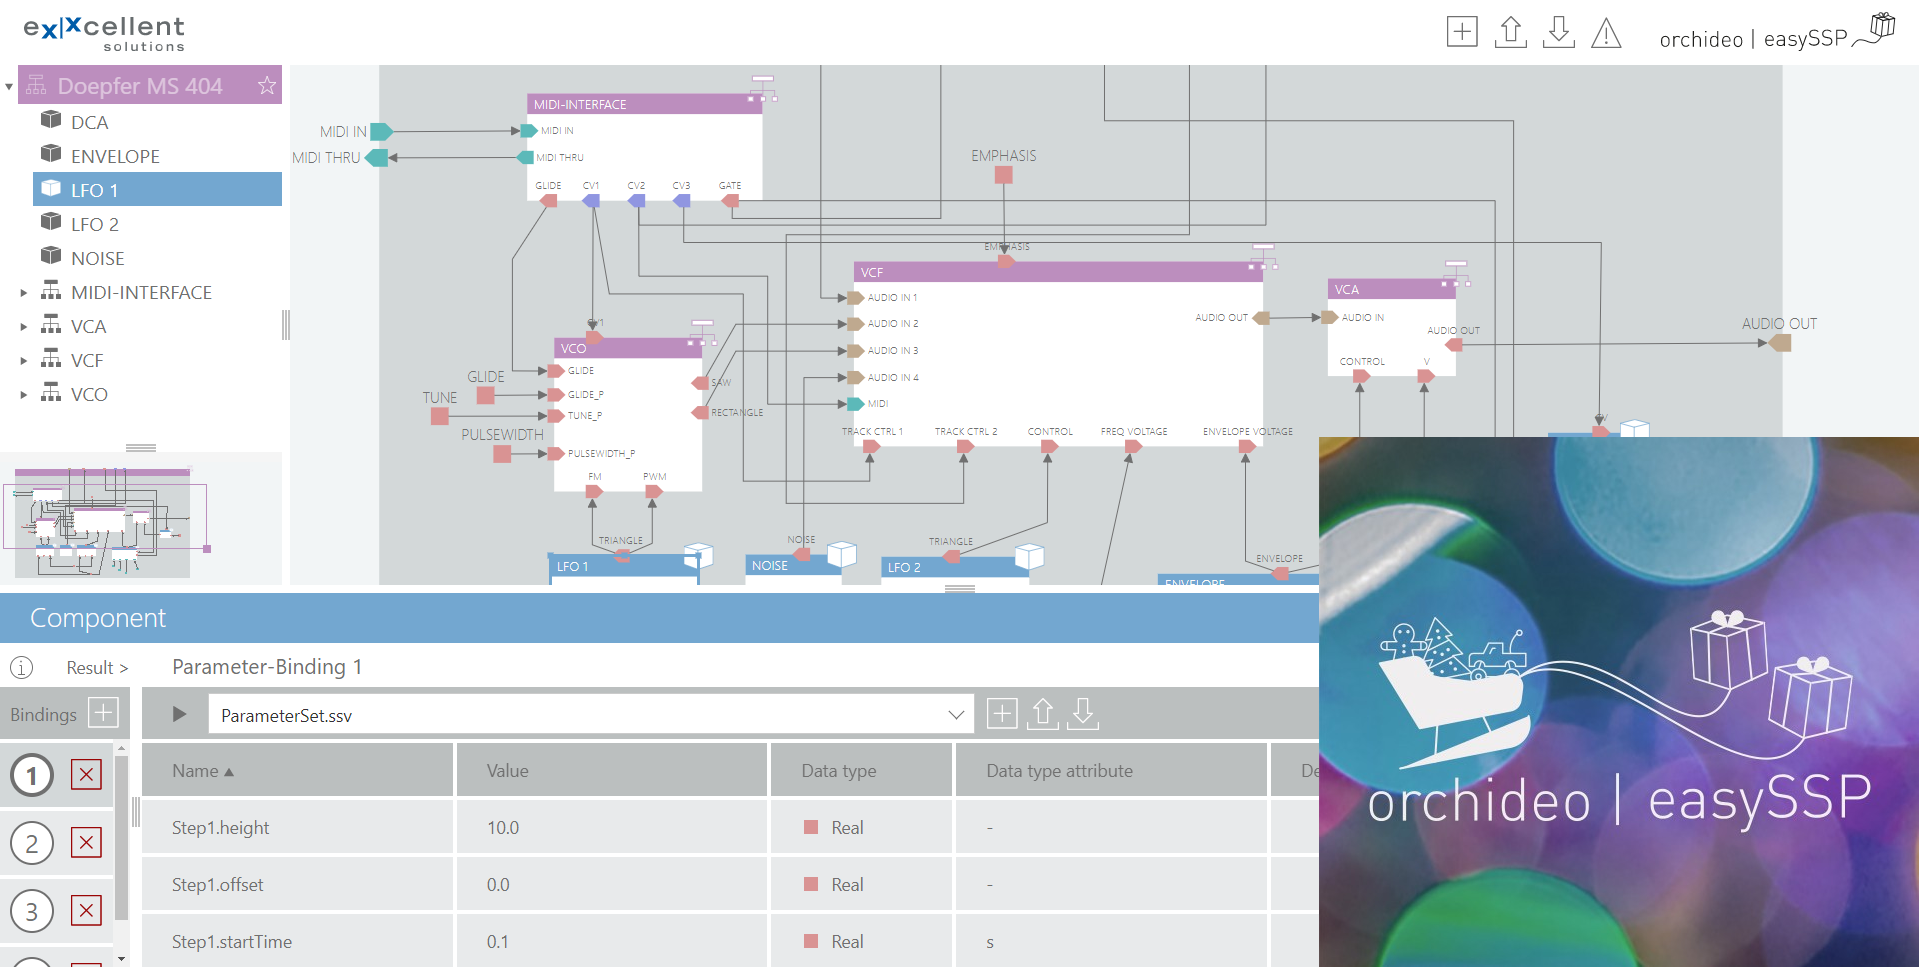 exXcellent
solutions
orchideo | easySSP
Doepfer MS 404
DCA
ENVELOPE
LFO 1
LFO 2
NOISE
MIDI-INTERFACE
VCA
VCF
VCO
MIDI IN
MIDI THRU
MIDI-INTERFACE
MIDI IN
MIDI THRU
GLIDE
CV1
CV2
CV3
GATE
EMPHASIS
EMPHASIS
VCF
AUDIO IN 1
AUDIO IN 2
AUDIO IN 3
AUDIO IN 4
MIDI
AUDIO OUT
TRACK CTRL 1
TRACK CTRL 2
CONTROL
FREQ VOLTAGE
ENVELOPE VOLTAGE
VCA
AUDIO IN
AUDIO OUT
CONTROL
V
AUDIO OUT
CV1
VCO
GLIDE
GLIDE_P
TUNE_P
PULSEWIDTH_P
SAW
RECTANGLE
FM
PWM
GLIDE
TUNE
PULSEWIDTH
TRIANGLE
LFO 1
NOISE
NOISE
TRIANGLE
LFO 2
ENVELOPE
ENVELOPE
Component
Result >
Parameter-Binding 1
Bindings
ParameterSet.ssv
Name
Value
Data type
Data type attribute
De
1
Step1.height
10.0
Real
-
2
Step1.offset
0.0
Real
-
3
Step1.startTime
0.1
Real
s
orchideo | easySSP